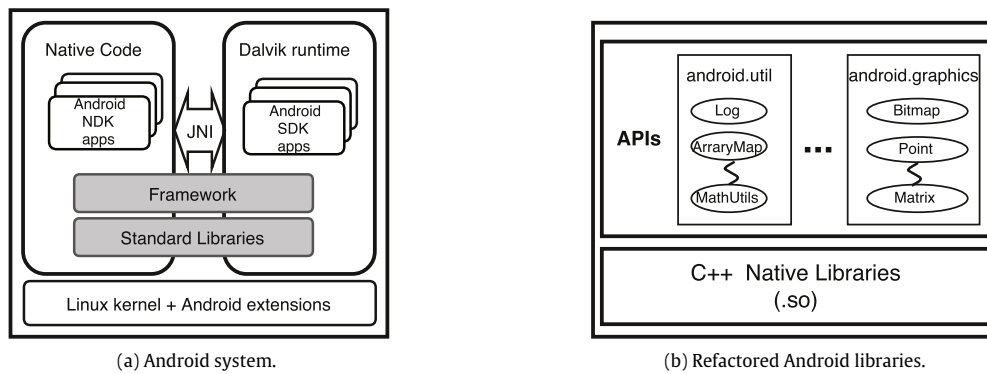 Native Code
Dalvik runtime
Android
NDK
apps
JNI
Android
SDK
apps
Framework
Standard Libraries
Linux kernel + Android extensions
(a) Android system.
APIs
android.util
Log
ArraryMap
MathUtils
...
android.graphics
Bitmap
Point
Matrix
C++ Native Libraries
(.so)
(b) Refactored Android libraries.